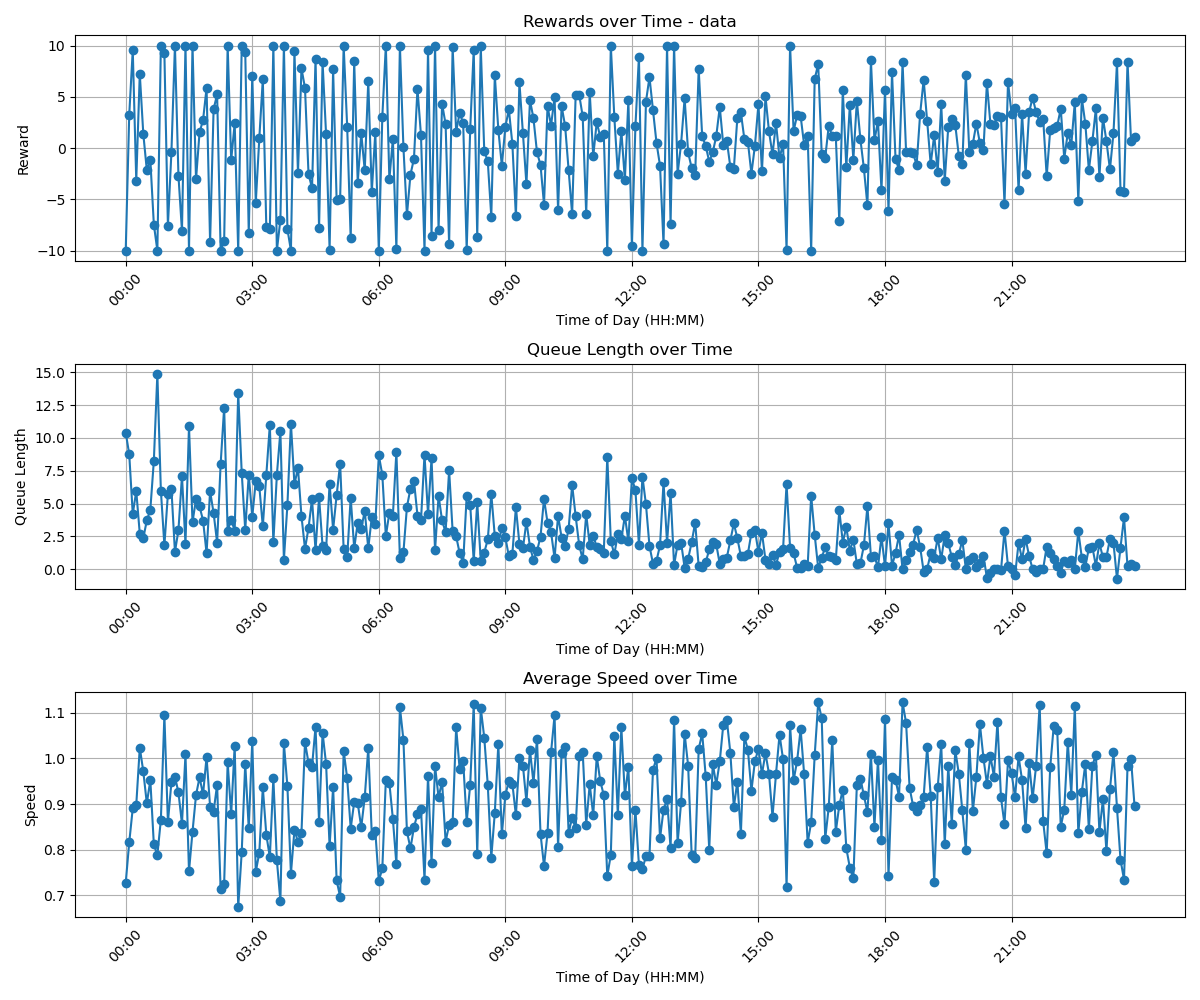 Rewards over Time - data
10
5
0
−5
−10
Reward
00:00 03:00 06:00 09:00 12:00 15:00 18:00 21:00
Time of Day (HH:MM)
Queue Length over Time
15.0
12.5
10.0
7.5
5.0
2.5
0.0
Queue Length
00:00 03:00 06:00 09:00 12:00 15:00 18:00 21:00
Time of Day (HH:MM)
Average Speed over Time
1.1
1.0
0.9
0.8
0.7
Speed
00:00 03:00 06:00 09:00 12:00 15:00 18:00 21:00
Time of Day (HH:MM)